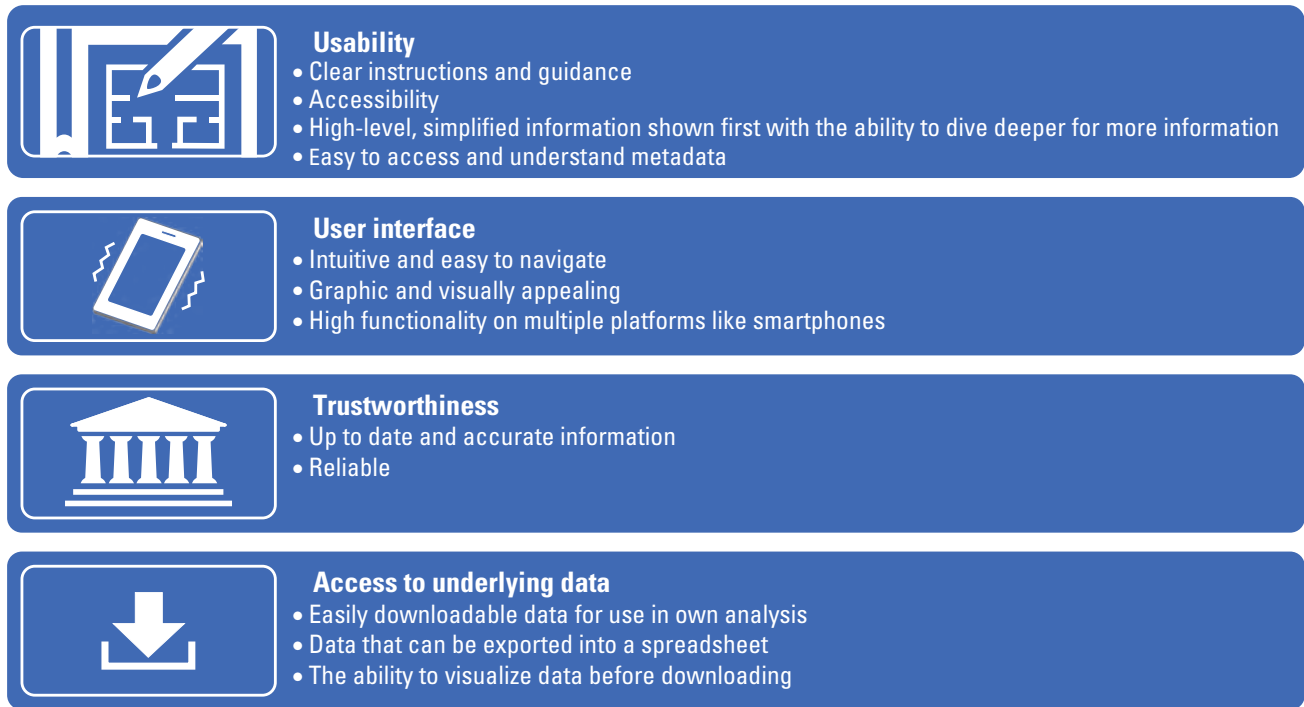 Usability
• Clear instructions and guidance
• Accessibility
• High-level, simplified information shown first with the ability to dive deeper for more information
• Easy to access and understand metadata
User interface
• Intuitive and easy to navigate
• Graphic and visually appealing
• High functionality on multiple platforms like smartphones
Trustworthiness
• Up to date and accurate information
• Reliable
Access to underlying data
• Easily downloadable data for use in own analysis
• Data that can be exported into a spreadsheet
• The ability to visualize data before downloading